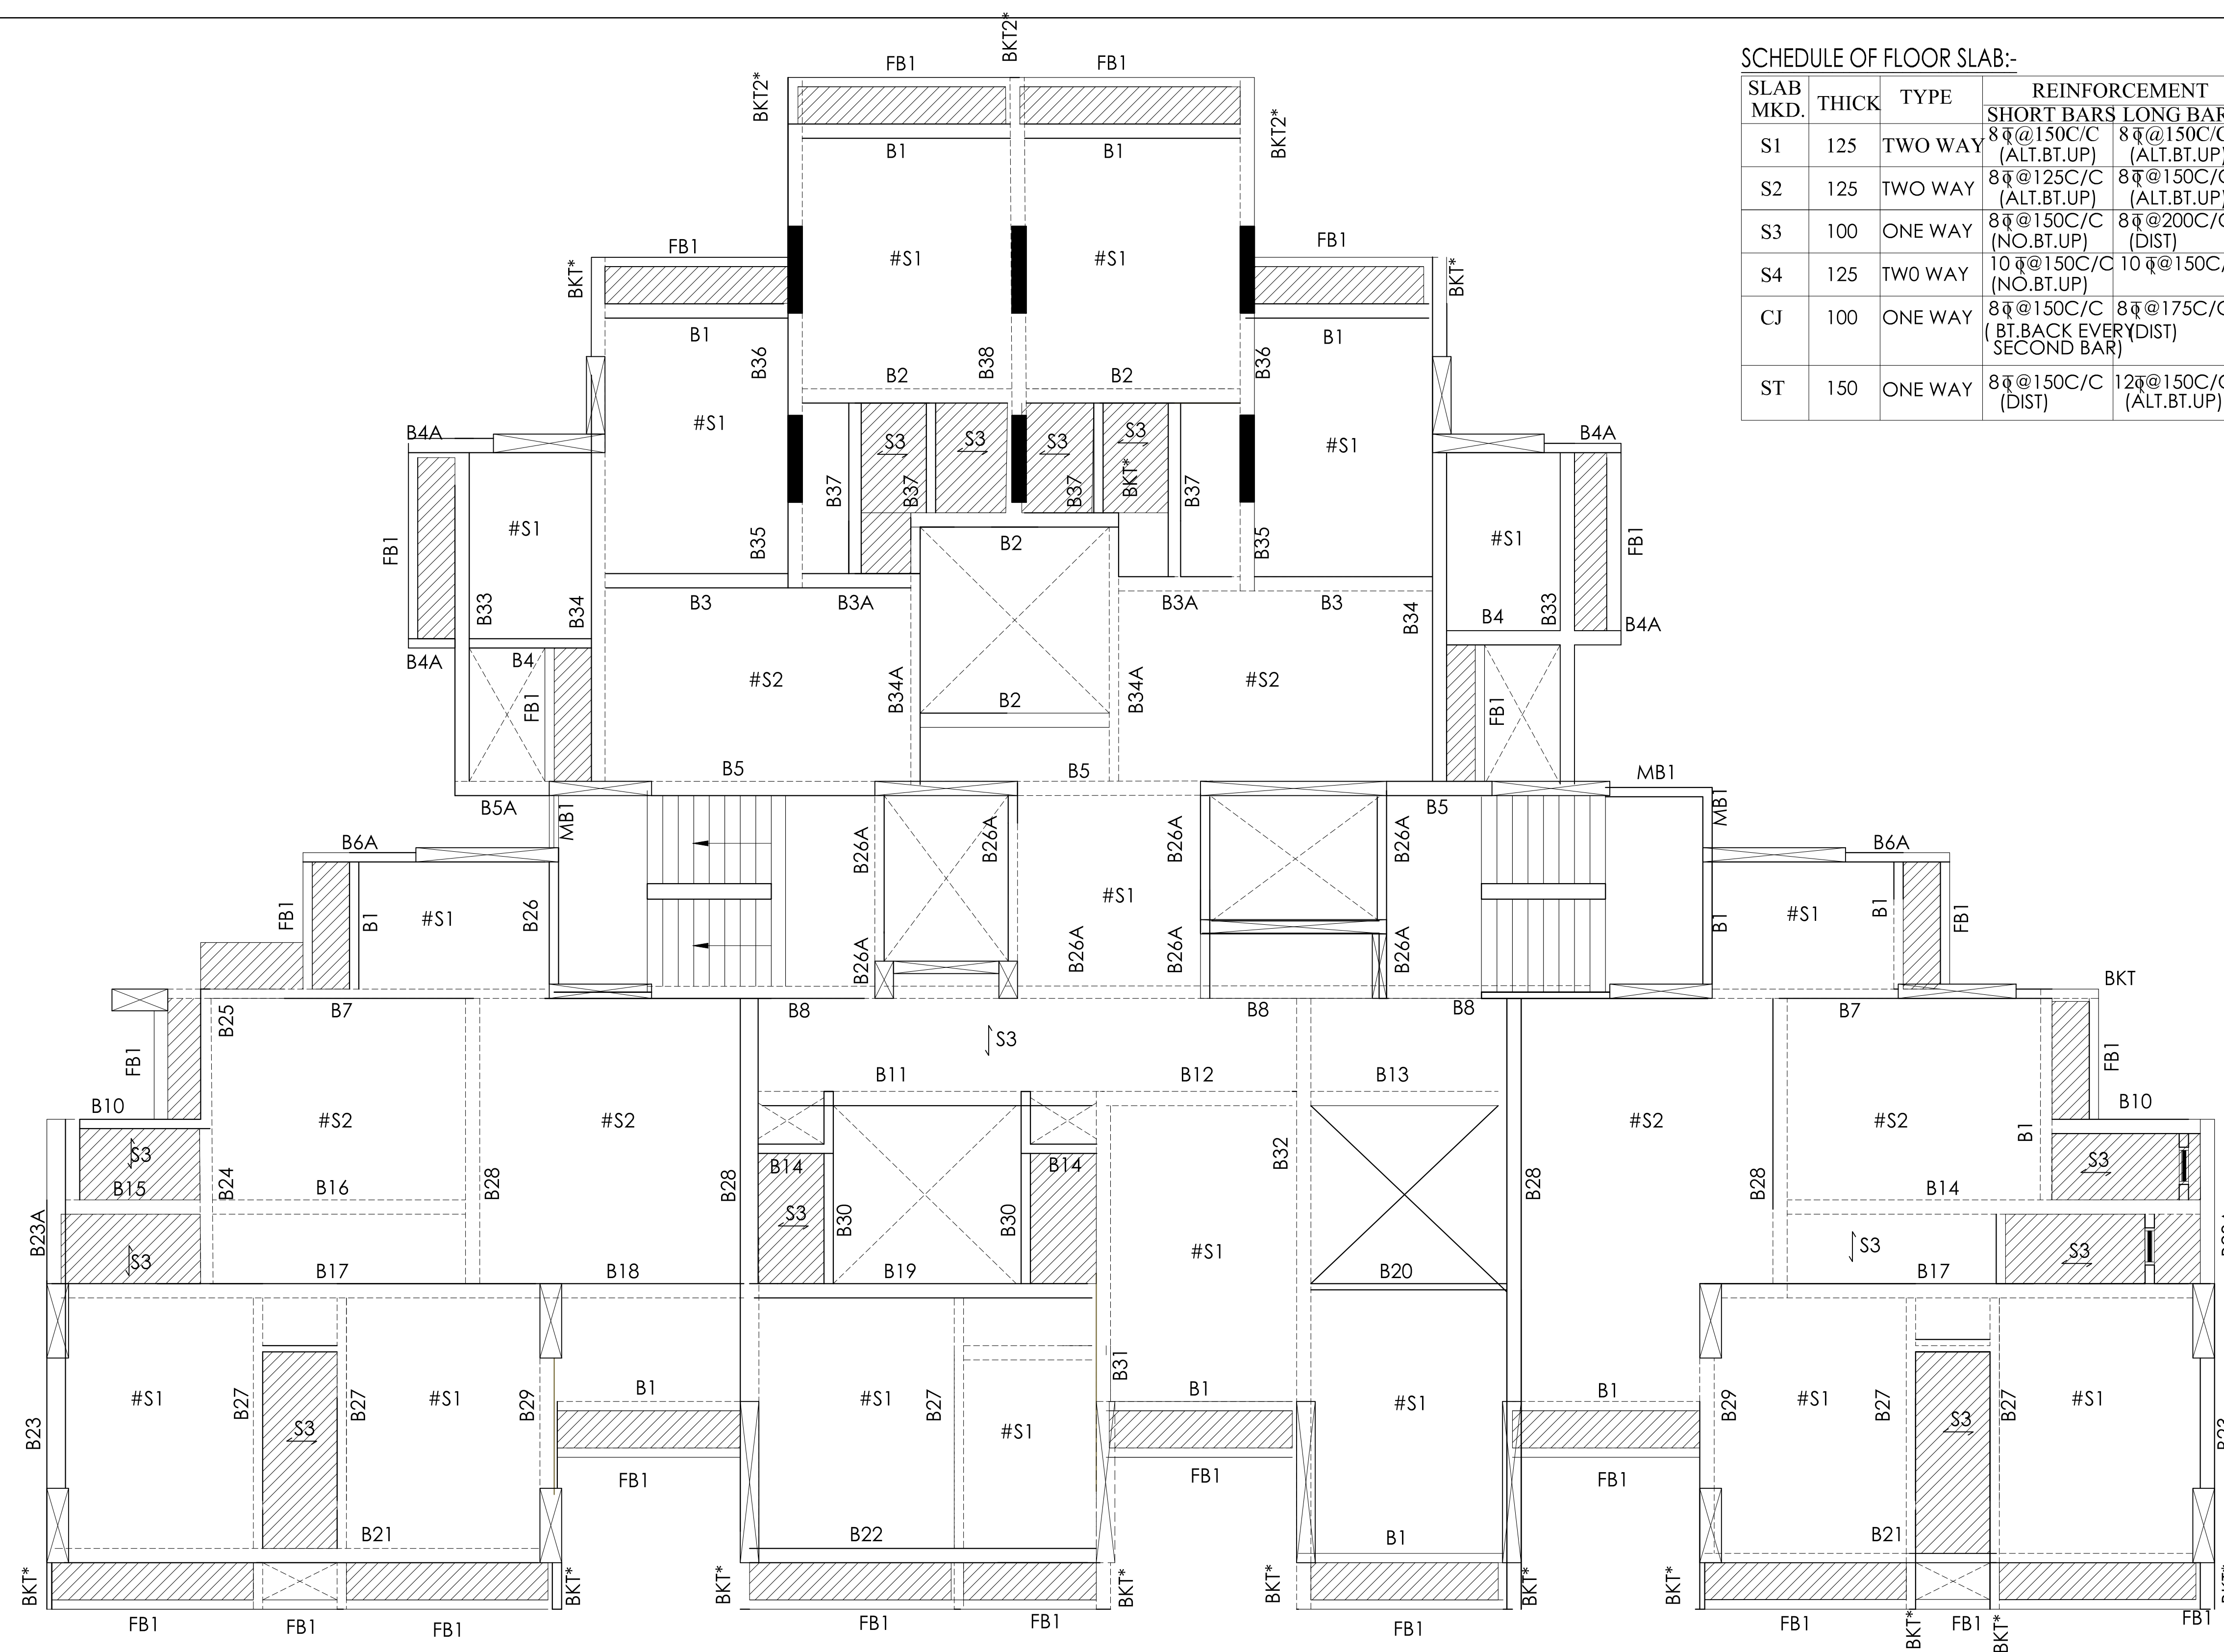 BKT2*
FB1
FB1
BKT2*
BKT2*
B1
B1
SCHEDULE OF FLOOR SLAB:-
SLAB MKD.
THICK
TYPE
REINFORCEMENT
SHORT BARS
LONG BAR
S1
125
TWO WAY
8 @150C/C
(ALT.BT.UP)
8 @150C/C
(ALT.BT.UP)
S2
125
TWO WAY
8 @125C/C
(ALT.BT.UP)
8 @150C/C
(ALT.BT.UP)
S3
100
ONE WAY
8 @150C/C
(NO.BT.UP)
8 @200C/C
(DIST)
S4
125
TW0 WAY
10 @150C/C
(NO.BT.UP)
10 @150C/
CJ
100
ONE WAY
8 @150C/C
( BT.BACK EVERY
SECOND BAR)
8 @175C/C
(DIST)
ST
150
ONE WAY
8 @150C/C
(DIST)
12 @150C/C
(ALT.BT.UP)
FB1
FB1
BKT*
BKT*
#S1
#S1
B1
B1
B36
B38
B36
B2
B2
#S1
#S1
B4A
B4A
S3
S3
S3
S3
B37
B37
B37
BKT*
B37
#S1
#S1
FB1
FB1
B35
B2
B35
B33
B34
B3
B3A
B3A
B3
B34
B4
B33
B4A
B4A
B4
#S2
#S2
FB1
B34A
B2
B34A
FB1
B5
B5
MB1
B5A
MB1
B5
MB1
B6A
B26A
B26A
B26A
B26A
B6A
FB1
B1
#S1
B26
#S1
B1
#S1
B1
FB1
B26A
B26A
B26A
B26A
BKT
B25
B7
B8
B8
B8
B7
S3
FB1
FB1
B10
B11
B12
B13
B10
#S2
#S2
#S2
#S2
B1
S3
B24
B28
B28
B14
B14
B32
B28
B28
S3
B15
B16
B14
B23A
S3
B30
B30
S3
#S1
S3
S3
B17
B18
B19
B20
B17
#S1
B27
B27
#S1
B29
B1
#S1
B27
#S1
B31
B1
#S1
B1
B29
#S1
B27
B27
#S1
B23
S3
S3
FB1
FB1
FB1
B21
B22
B1
B21
BKT*
BKT*
BKT*
BKT*
BKT*
BKT*
BKT*
FB1
FB1
FB1
FB1
FB1
FB1
FB1
BKT*
FB1
BKT*
FB1